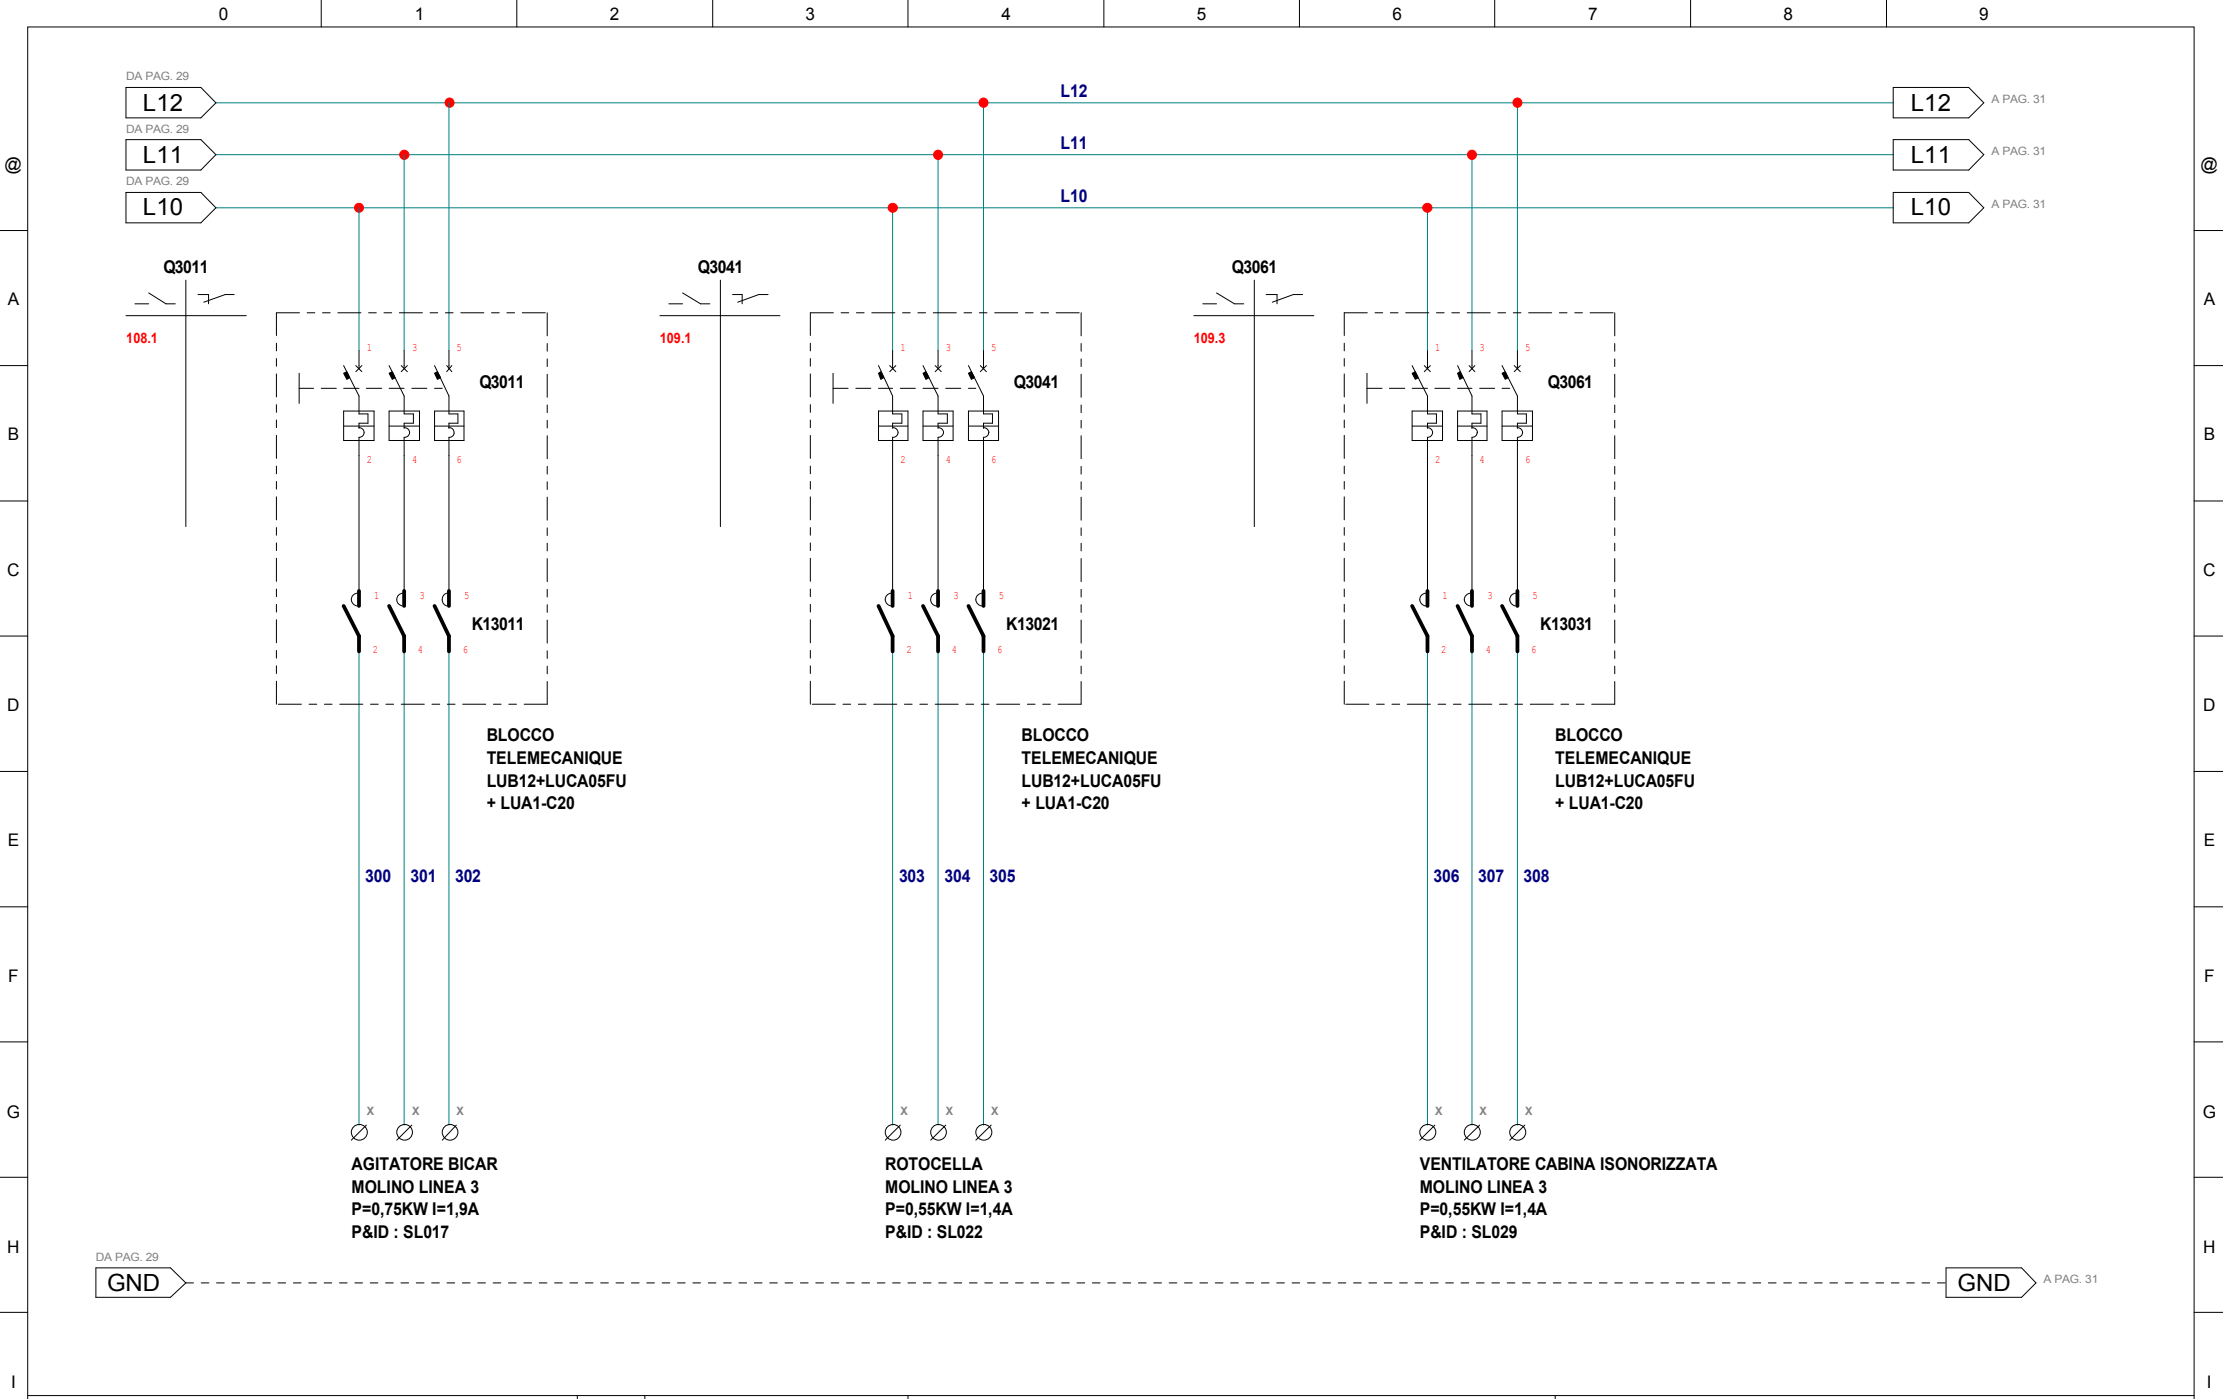 0 1 2 3 4 5 6 7 8 9
DA PAG. 29
L12 L12 L12 A PAG. 31
DA PAG. 29
L11 L11 L11 A PAG. 31
@ @
DA PAG. 29
L10 L10 L10 A PAG. 31
Q3011 Q3041 Q3061
A A
108.1 109.1 109.3
1 3 5 1 3 5 1 3 5
Q3011 Q3041 Q3061
B B
2 4 6 2 4 6 2 4 6
C C
1 3 5 1 3 5 1 3 5
K13011 K13021 K13031
2 4 6 2 4 6 2 4 6
D D
BLOCCO BLOCCO BLOCCO
TELEMECANIQUE TELEMECANIQUE TELEMECANIQUE
LUB12+LUCA05FU LUB12+LUCA05FU LUB12+LUCA05FU
+ LUA1-C20 + LUA1-C20 + LUA1-C20
E E
300 301 302 303 304 305 306 307 308
F F
G x x x x x x x x x G
AGITATORE BICAR ROTOCELLA VENTILATORE CABINA ISONORIZZATA
MOLINO LINEA 3 MOLINO LINEA 3 MOLINO LINEA 3
P=0,75KW I=1,9A P=0,55KW I=1,4A P=0,55KW I=1,4A
P&ID : SL017 P&ID : SL022 P&ID : SL029
H H
DA PAG. 29
GND GND A PAG. 31
I I